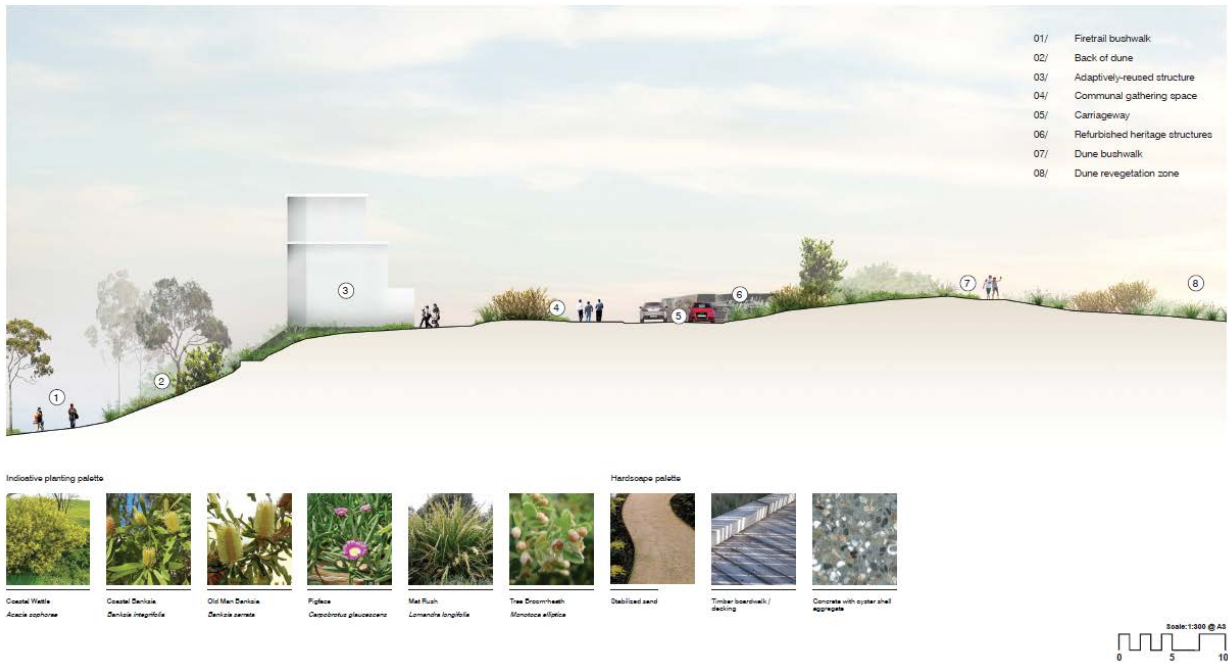 01/ Firetrail bushwalk
02/ Back of dune
03/ Adaptively-reused structure
04/ Communal gathering space
05/ Carriageway
06/ Refurbished heritage structures
07/ Dune bushwalk
08/ Dune revegetation zone
1
2
3
4
5
6
7
8
Indicative planting palette
Hardscape palette
Coastal Wattle
Acacia sophorae
Coastal Banksia
Banksia integrifolia
Old Man Banksia
Banksia serrata
Pigface
Carpobrotus glaucescens
Mat Rush
Lomandra longifolia
Tree Broom-heath
Monotoca elliptica
Stabilised sand
Timber boardwalk /
decking
Concrete with oyster shell
aggregate
Scale:1:300 @ A3
0 5 10